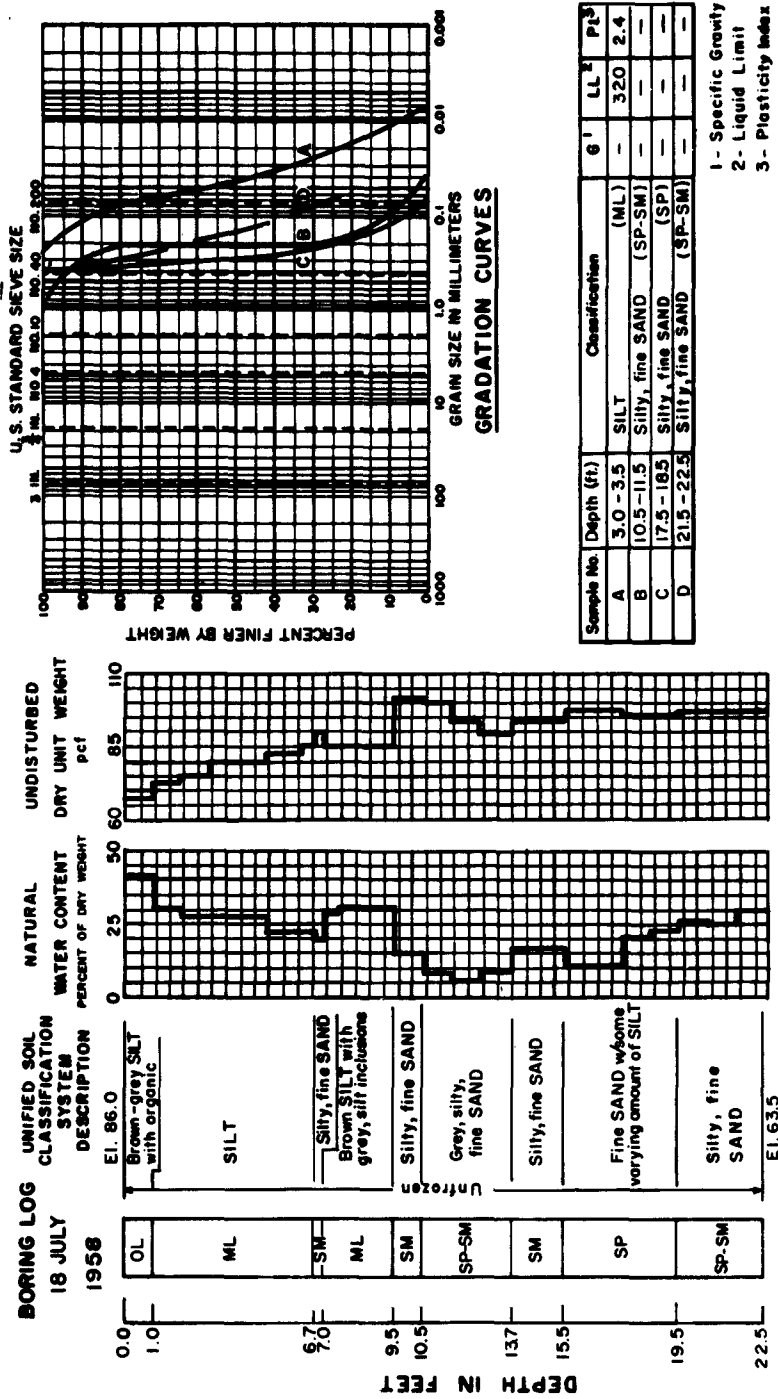 BORING LOG
18 JULY
1958
UNIFIED SOIL
CLASSIFICATION
SYSTEM
DESCRIPTION
NATURAL
WATER CONTENT
PERCENT OF DRY WEIGHT
UNDISTURBED
DRY UNIT WEIGHT
pcf
El. 86.0
0 25 50
60 85 110
DEPTH IN FEET
0.0
1.0
6.7
7.0
9.5
10.5
13.7
15.5
19.5
22.5
OL
ML
SM
ML
SM
SP-SM
SM
SP
SP-SM
Unfrozen
Brown-grey SILT
with organic
SILT
Silty, fine SAND
Brown SILT with
grey, silt inclusions
Silty, fine SAND
Grey, silty,
fine SAND
Silty, fine SAND
Fine SAND w/some
varying amount of SILT
Silty, fine
SAND
El. 63.5
U.S. STANDARD SIEVE SIZE
3 IN. IN. NO 4 NO. 10 NO. 40 NO. 200
PERCENT FINER BY WEIGHT
100
90
80
70
60
50
40
30
20
10
0
C B D A
1000 100 10 1.0 0.1 0.01 0.001
GRAIN SIZE IN MILLIMETERS
GRADATION CURVES
Sample No. Depth (ft.) Classification G¹ LL² PL³
A 3.0-3.5 SILT (ML) – 320 2.4
B 10.5-11.5 Silty, fine SAND (SP-SM) – – –
C 17.5-18.5 Silty, fine SAND (SP) – – –
D 21.5-22.5 Silty, fine SAND (SP-SM) – – –
1- Specific Gravity
2- Liquid Limit
3- Plasticity Index